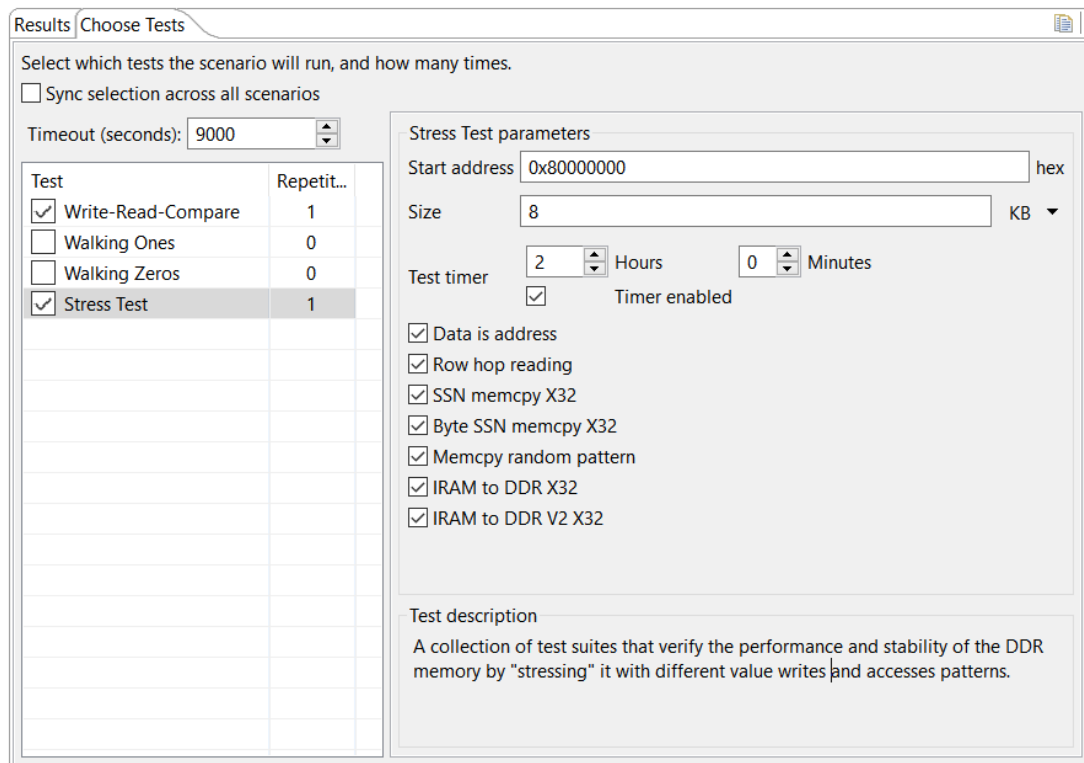 Results Choose Tests
Select which tests the scenario will run, and how many times.
Sync selection across all scenarios
Timeout (seconds): 9000
Test Repetit...
Write-Read-Compare 1
Walking Ones 0
Walking Zeros 0
Stress Test 1
Stress Test parameters
Start address 0x80000000 hex
Size 8 KB
Test timer 2 Hours 0 Minutes
Timer enabled
Data is address
Row hop reading
SSN memcpy X32
Byte SSN memcpy X32
Memcpy random pattern
IRAM to DDR X32
IRAM to DDR V2 X32
Test description
A collection of test suites that verify the performance and stability of the DDR
memory by "stressing" it with different value writes and accesses patterns.